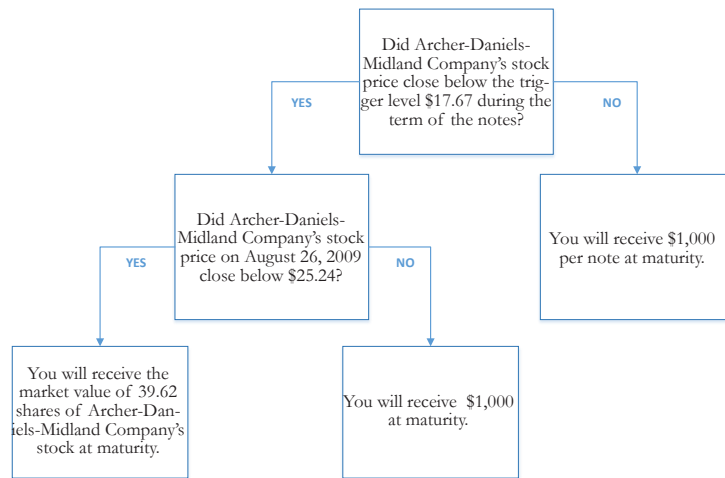 Did Archer-Daniels-
Midland Company's stock
price close below the trig-
ger level $17.67 during the
term of the notes?
YES
NO
Did Archer-Daniels-
Midland Company's stock
price on August 26, 2009
close below $25.24?
You will receive $1,000
per note at maturity.
YES
NO
You will receive the
market value of 39.62
shares of Archer-Dan-
iels-Midland Company's
stock at maturity.
You will receive $1,000
at maturity.